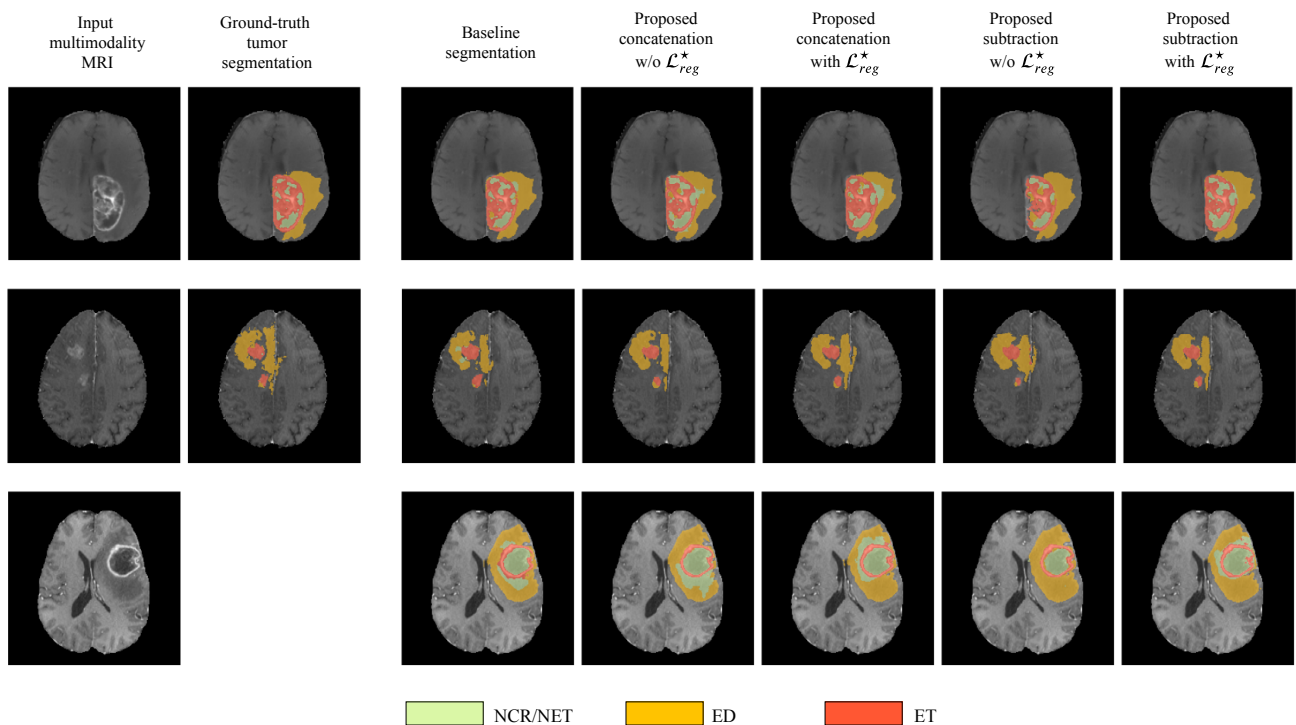 Input
multimodality
MRI
Ground-truth
tumor
segmentation
Baseline
segmentation
Proposed
concatenation
w/o ℒ⋆reg
Proposed
concatenation
with ℒ⋆reg
Proposed
subtraction
w/o ℒ⋆reg
Proposed
subtraction
with ℒ⋆reg
NCR/NET
ED
ET